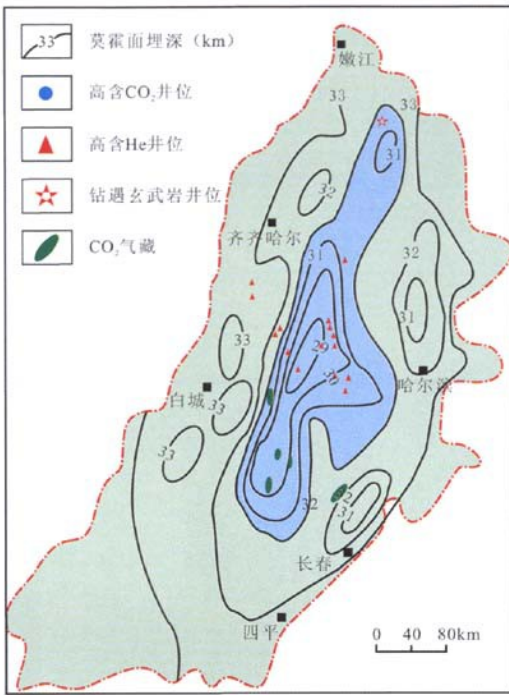 33 莫霍面埋深（km）
高含CO₂井位
高含He井位
钻遇玄武岩井位
CO₂气藏
嫩江
33
33
31
32
齐齐哈尔
31
32
31
33
29
30
哈尔滨
白城
33
33
32
32
31
长春
四平
0 40 80km